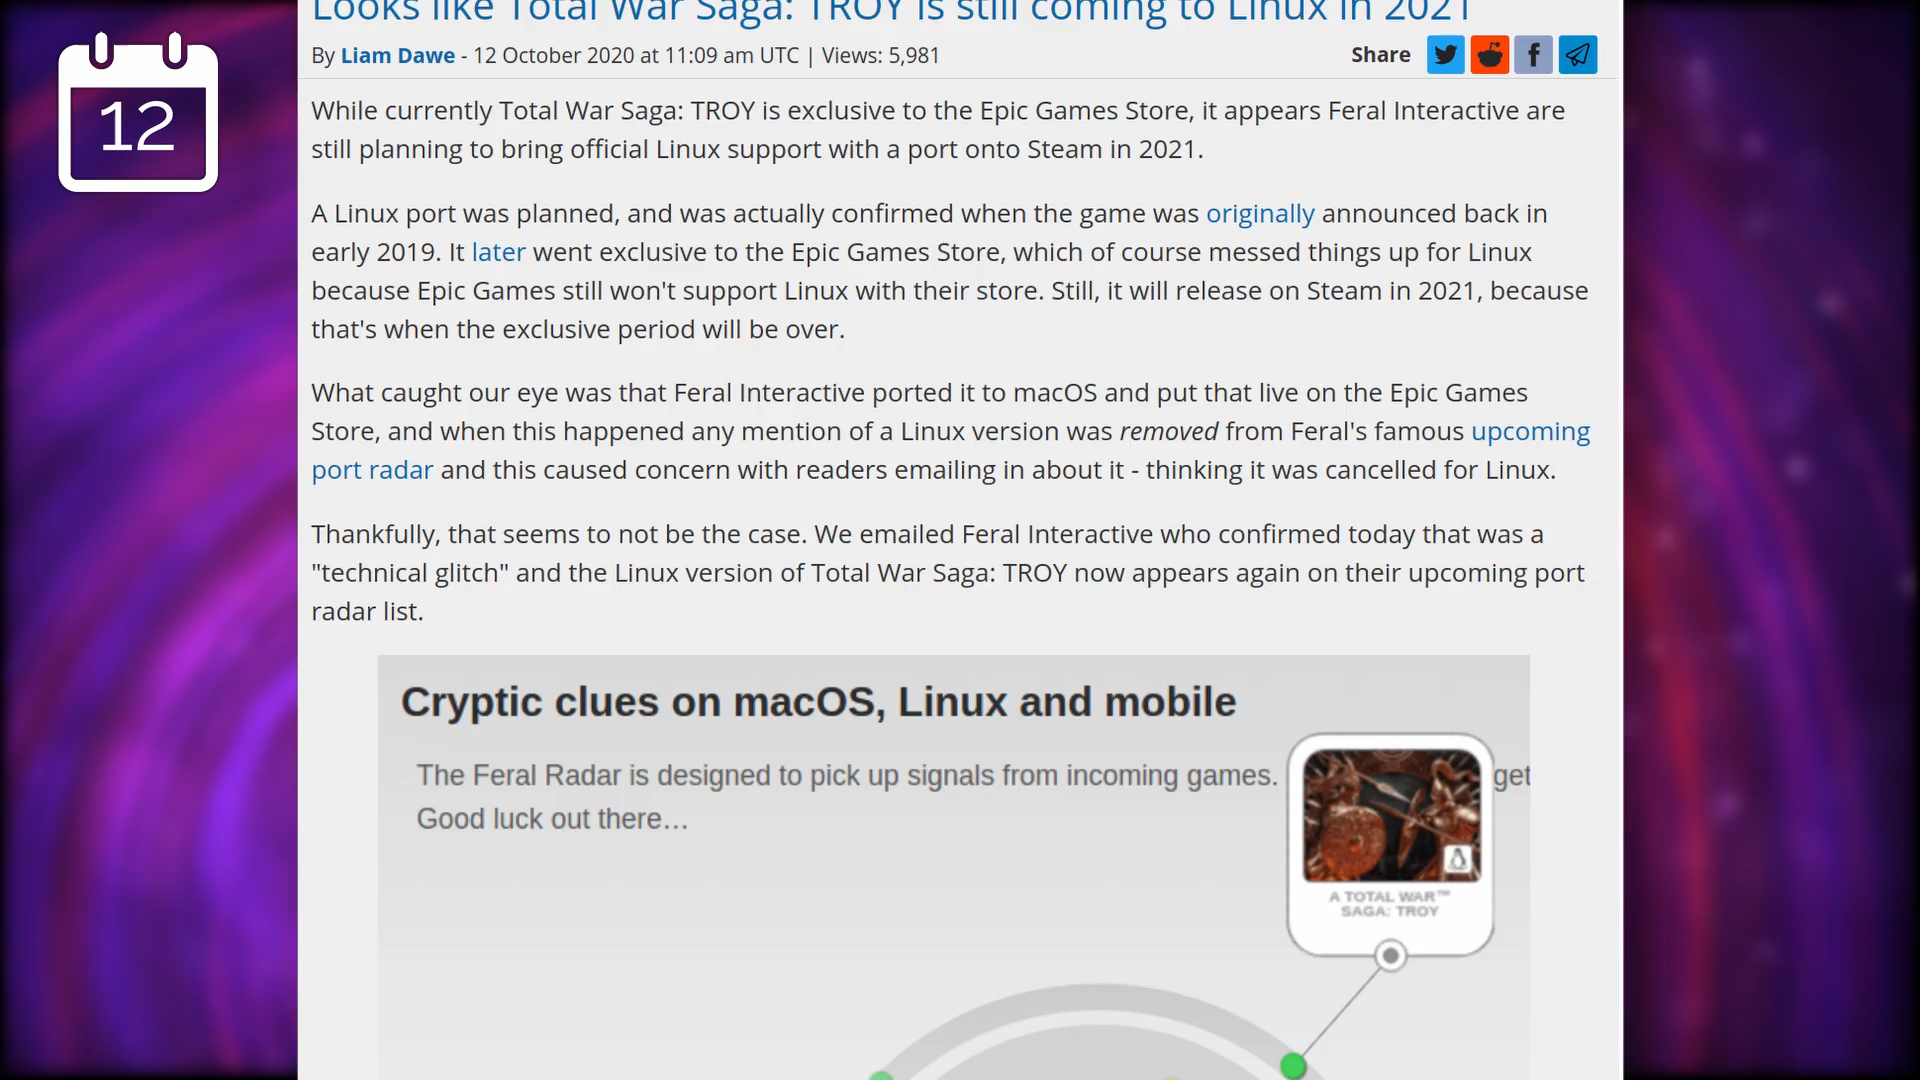 Looks like Total War Saga: TROY is still coming to Linux in 2021
12
By Liam Dawe - 12 October 2020 at 11:09 am UTC | Views: 5,981
Share
While currently Total War Saga: TROY is exclusive to the Epic Games Store, it appears Feral Interactive are
still planning to bring official Linux support with a port onto Steam in 2021.
A Linux port was planned, and was actually confirmed when the game was originally announced back in
early 2019. It later went exclusive to the Epic Games Store, which of course messed things up for Linux
because Epic Games still won't support Linux with their store. Still, it will release on Steam in 2021, because
that's when the exclusive period will be over.
What caught our eye was that Feral Interactive ported it to macOS and put that live on the Epic Games
Store, and when this happened any mention of a Linux version was removed from Feral's famous upcoming
port radar and this caused concern with readers emailing in about it - thinking it was cancelled for Linux.
Thankfully, that seems to not be the case. We emailed Feral Interactive who confirmed today that was a
"technical glitch" and the Linux version of Total War Saga: TROY now appears again on their upcoming port
radar list.
Cryptic clues on macOS, Linux and mobile
The Feral Radar is designed to pick up signals from incoming games. get
Good luck out there...
A TOTAL WAR™
SAGA: TROY